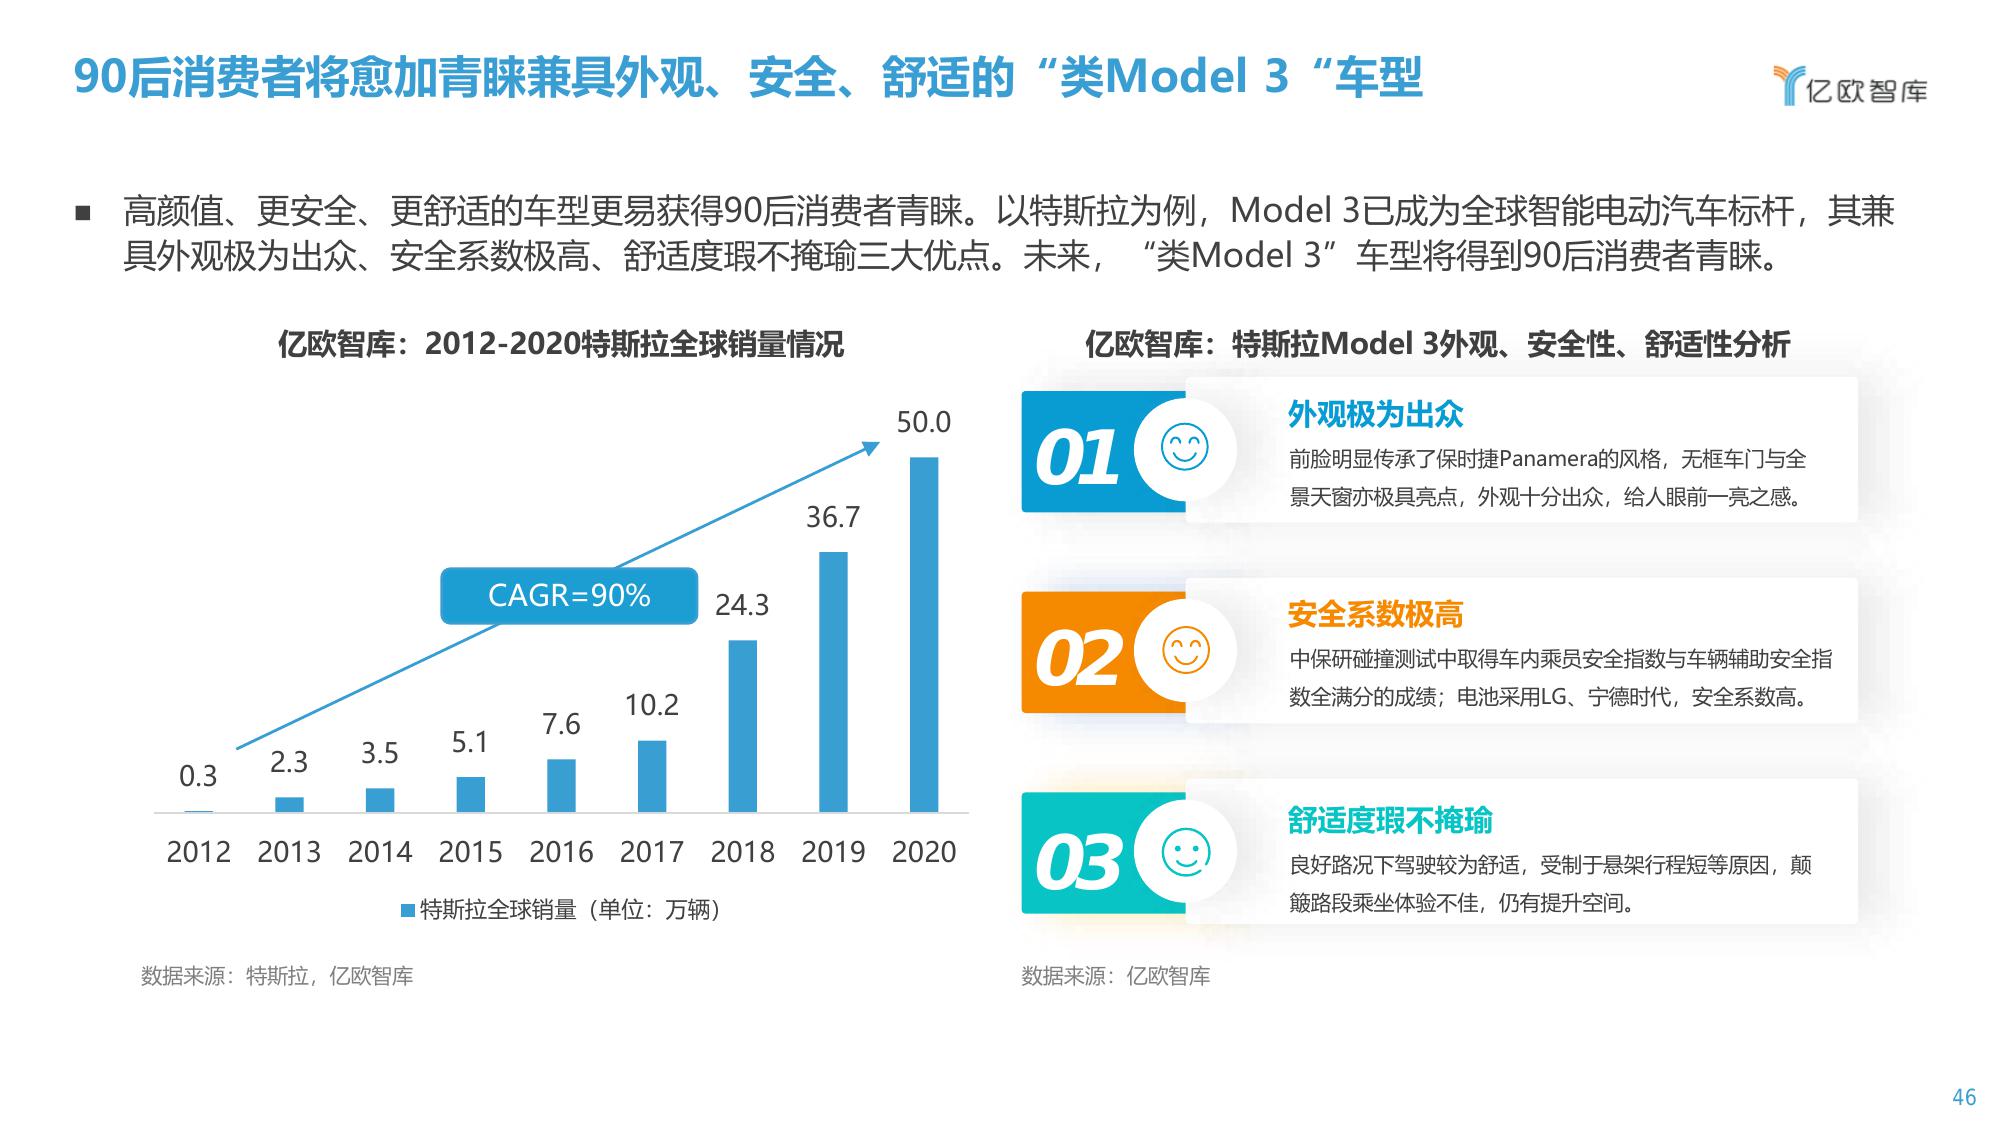 90后消费者将愈加青睐兼具外观、安全、舒适的“类Model 3“车型
亿欧智库
■ 高颜值、更安全、更舒适的车型更易获得90后消费者青睐。以特斯拉为例，Model 3已成为全球智能电动汽车标杆，其兼
具外观极为出众、安全系数极高、舒适度瑕不掩瑜三大优点。未来，“类Model 3”车型将得到90后消费者青睐。
亿欧智库：2012-2020特斯拉全球销量情况
50.0
36.7
CAGR=90%
24.3
10.2
7.6
5.1
3.5
2.3
0.3
2012 2013 2014 2015 2016 2017 2018 2019 2020
特斯拉全球销量（单位：万辆）
数据来源：特斯拉，亿欧智库
亿欧智库：特斯拉Model 3外观、安全性、舒适性分析
01
外观极为出众
前脸明显传承了保时捷Panamera的风格，无框车门与全
景天窗亦极具亮点，外观十分出众，给人眼前一亮之感。
02
安全系数极高
中保研碰撞测试中取得车内乘员安全指数与车辆辅助安全指
数全满分的成绩；电池采用LG、宁德时代，安全系数高。
03
舒适度瑕不掩瑜
良好路况下驾驶较为舒适，受制于悬架行程短等原因，颠
簸路段乘坐体验不佳，仍有提升空间。
数据来源：亿欧智库
46